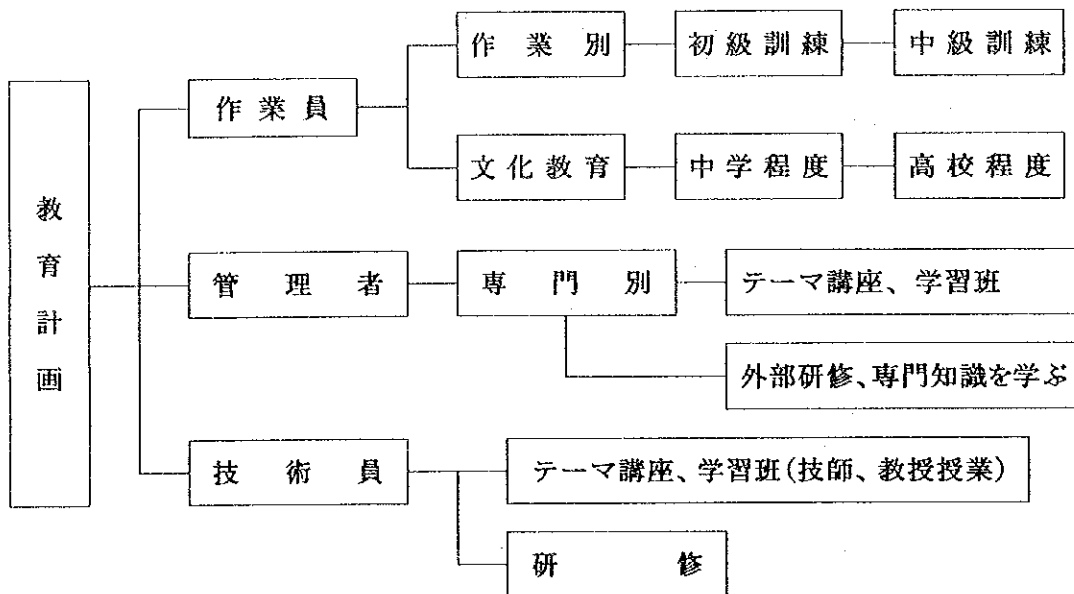 教育計画
作業員
作業別
初級訓練
中級訓練
文化教育
中学程度
高校程度
管理者
専門別
テーマ講座、学習班
外部研修、専門知識を学ぶ
技術員
テーマ講座、学習班(技師、教授授業)
研修